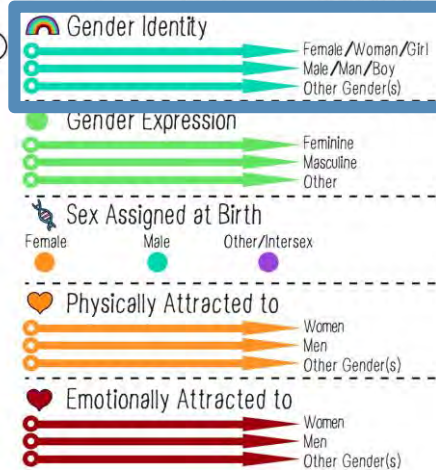 Gender Identity
Female/Woman/Girl
Male/Man/Boy
Other Gender(s)
Gender Expression
Feminine
Masculine
Other
Sex Assigned at Birth
Female Male Other/Intersex
Physically Attracted to
Women
Men
Other Gender(s)
Emotionally Attracted to
Women
Men
Other Gender(s)